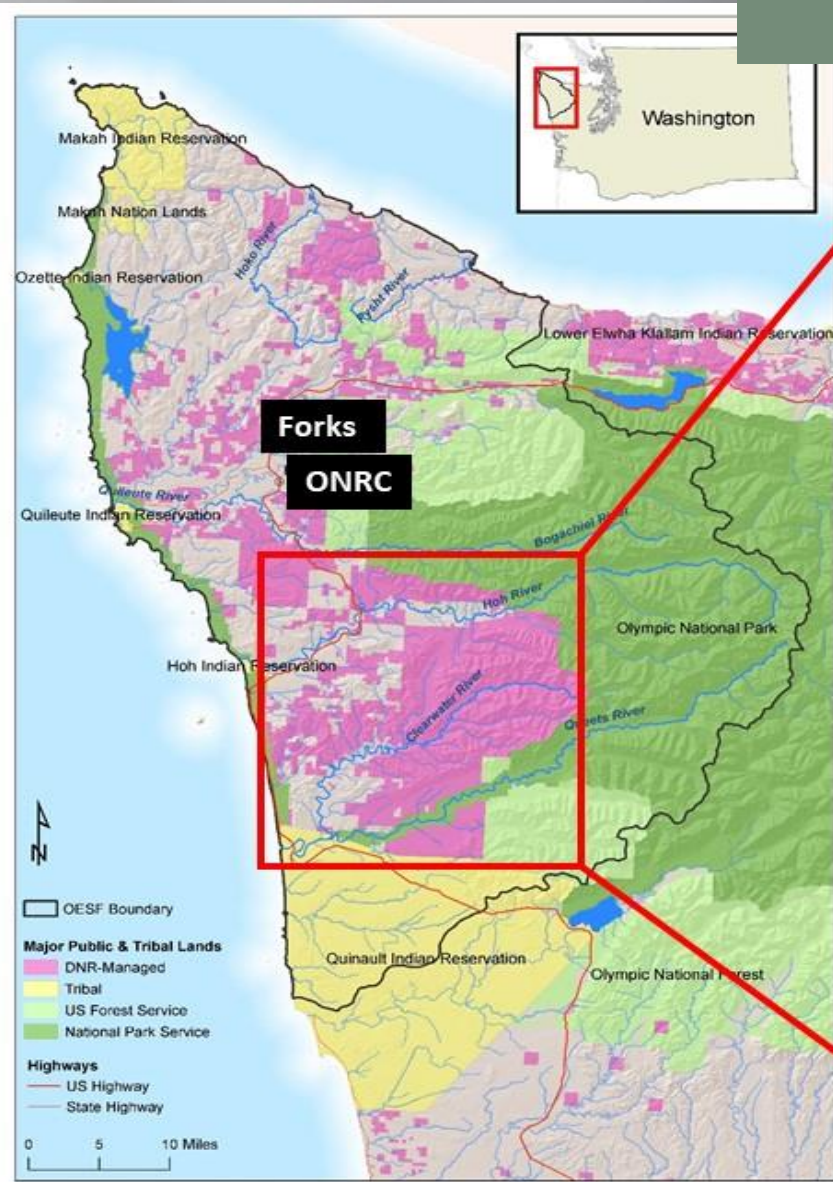 Washington
Makah Indian Reservation
Makah Nation Lands
Ozette Indian Reservation
Hoko River
Pysht River
Lower Elwha Klallam Indian Reservation
Forks
ONRC
Quileute River
Quileute Indian Reservation
Bogachiel River
Hoh River
Olympic National Park
Hoh Indian Reservation
Clearwater River
Queets River
N
OESF Boundary
Major Public & Tribal Lands
DNR-Managed
Tribal
US Forest Service
National Park Service
Highways
US Highway
State Highway
0 5 10 Miles
Quinault Indian Reservation
Olympic National Forest